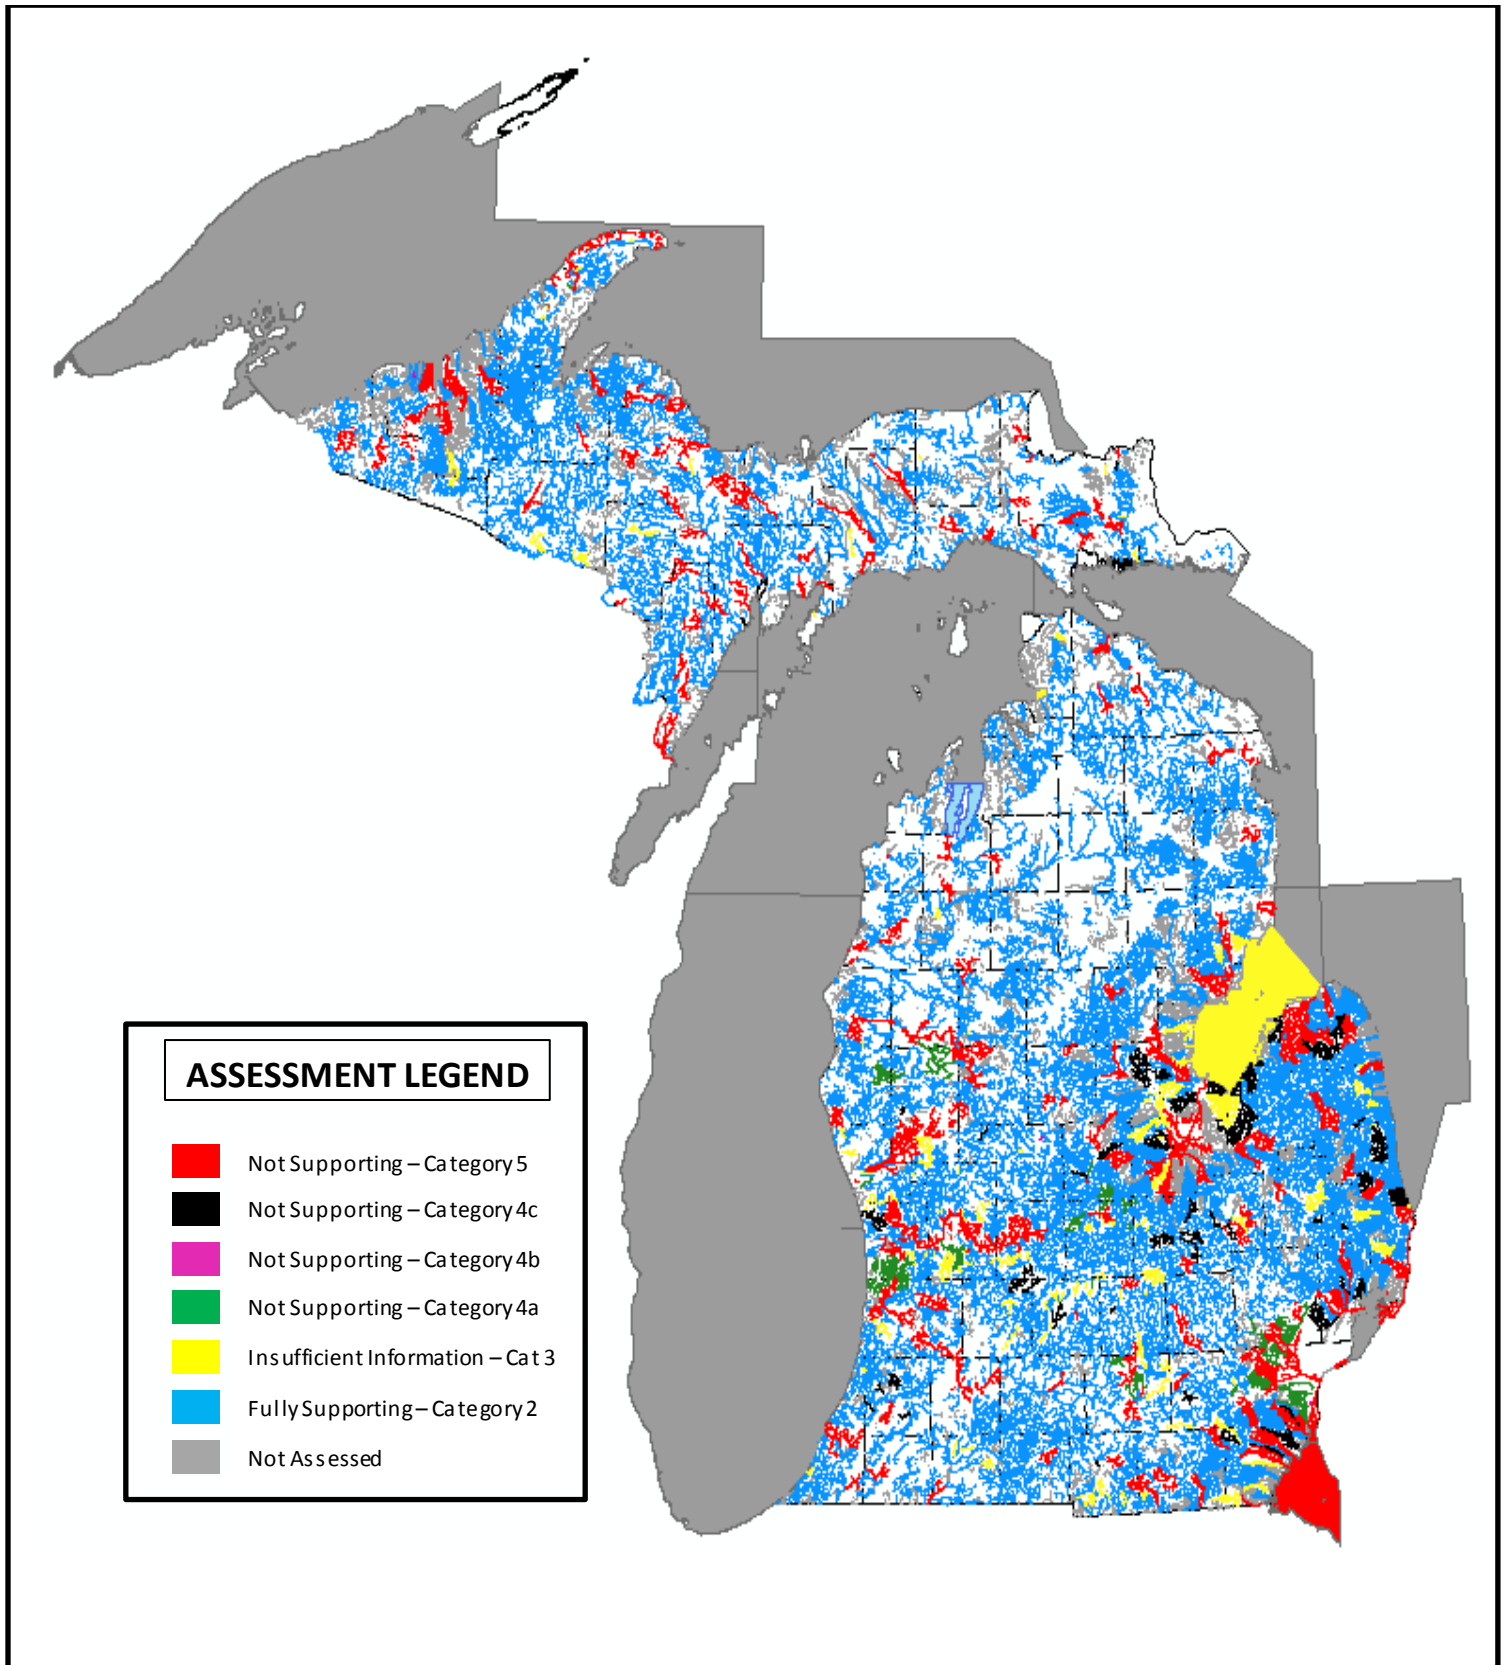 ASSESSMENT LEGEND
Not Supporting – Category 5
Not Supporting – Category 4c
Not Supporting – Category 4b
Not Supporting – Category 4a
Insufficient Information – Cat 3
Fully Supporting – Category 2
Not Assessed